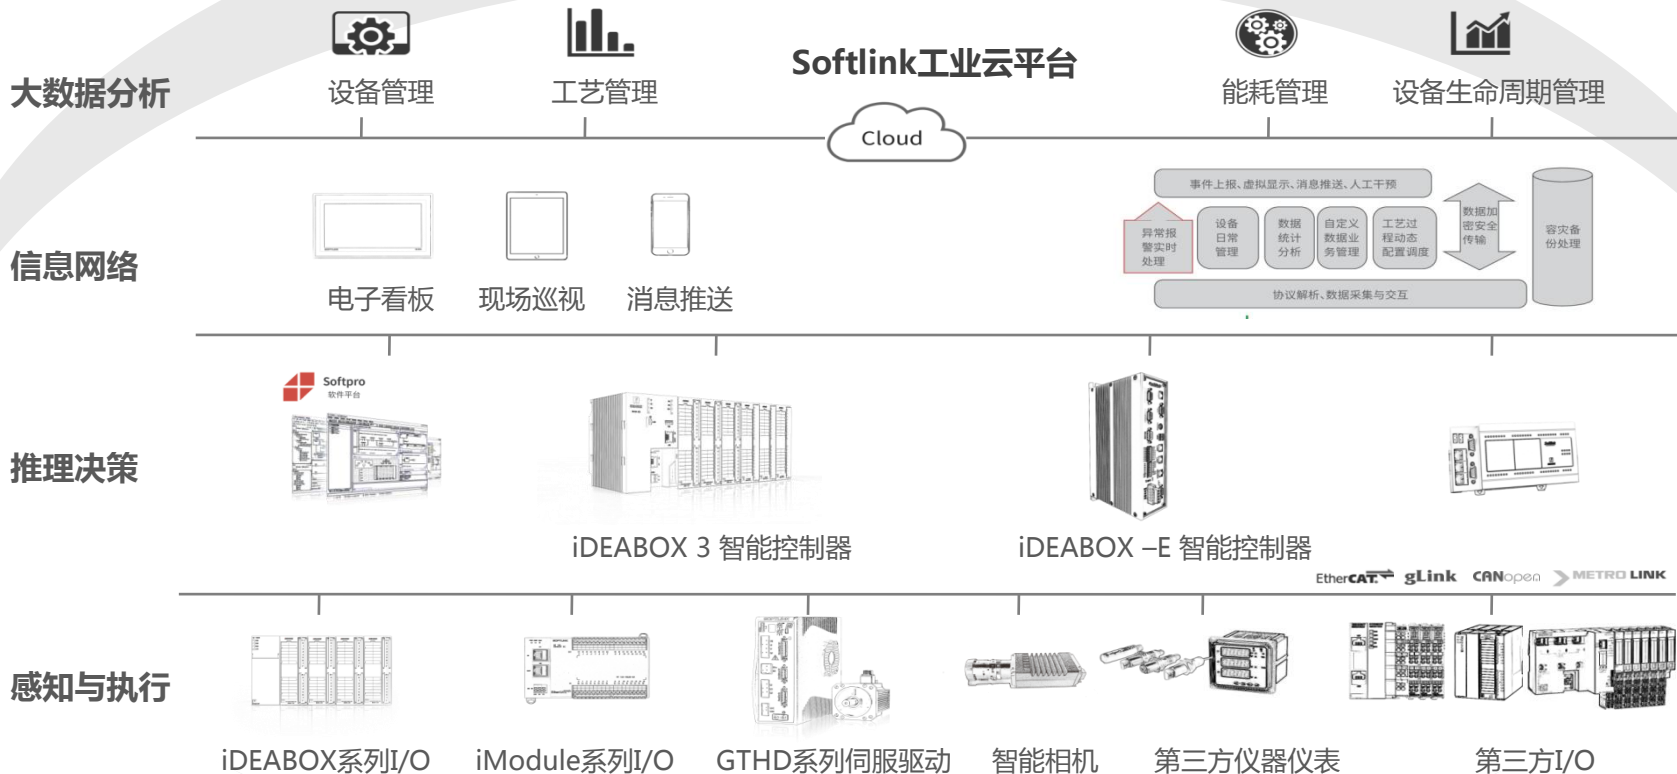 Softlink工业云平台
大数据分析
设备管理
工艺管理
能耗管理
设备生命周期管理
Cloud
信息网络
电子看板
现场巡视
消息推送
事件上报、虚拟显示、消息推送、人工干预
异常报
警实时
处理
设备
日常
管理
数据
统计
分析
自定义
数据业
务管理
工艺过
程动态
配置调度
数据加
密安全
传输
容灾备
份处理
协议解析、数据采集与交互
推理决策
Softpro
软件平台
iDEABOX 3 智能控制器
iDEABOX –E 智能控制器
EtherCAT. gLink CANopen METRO LINK
感知与执行
iDEABOX系列I/O
iModule系列I/O
GTHD系列伺服驱动
智能相机
第三方仪器仪表
第三方I/O